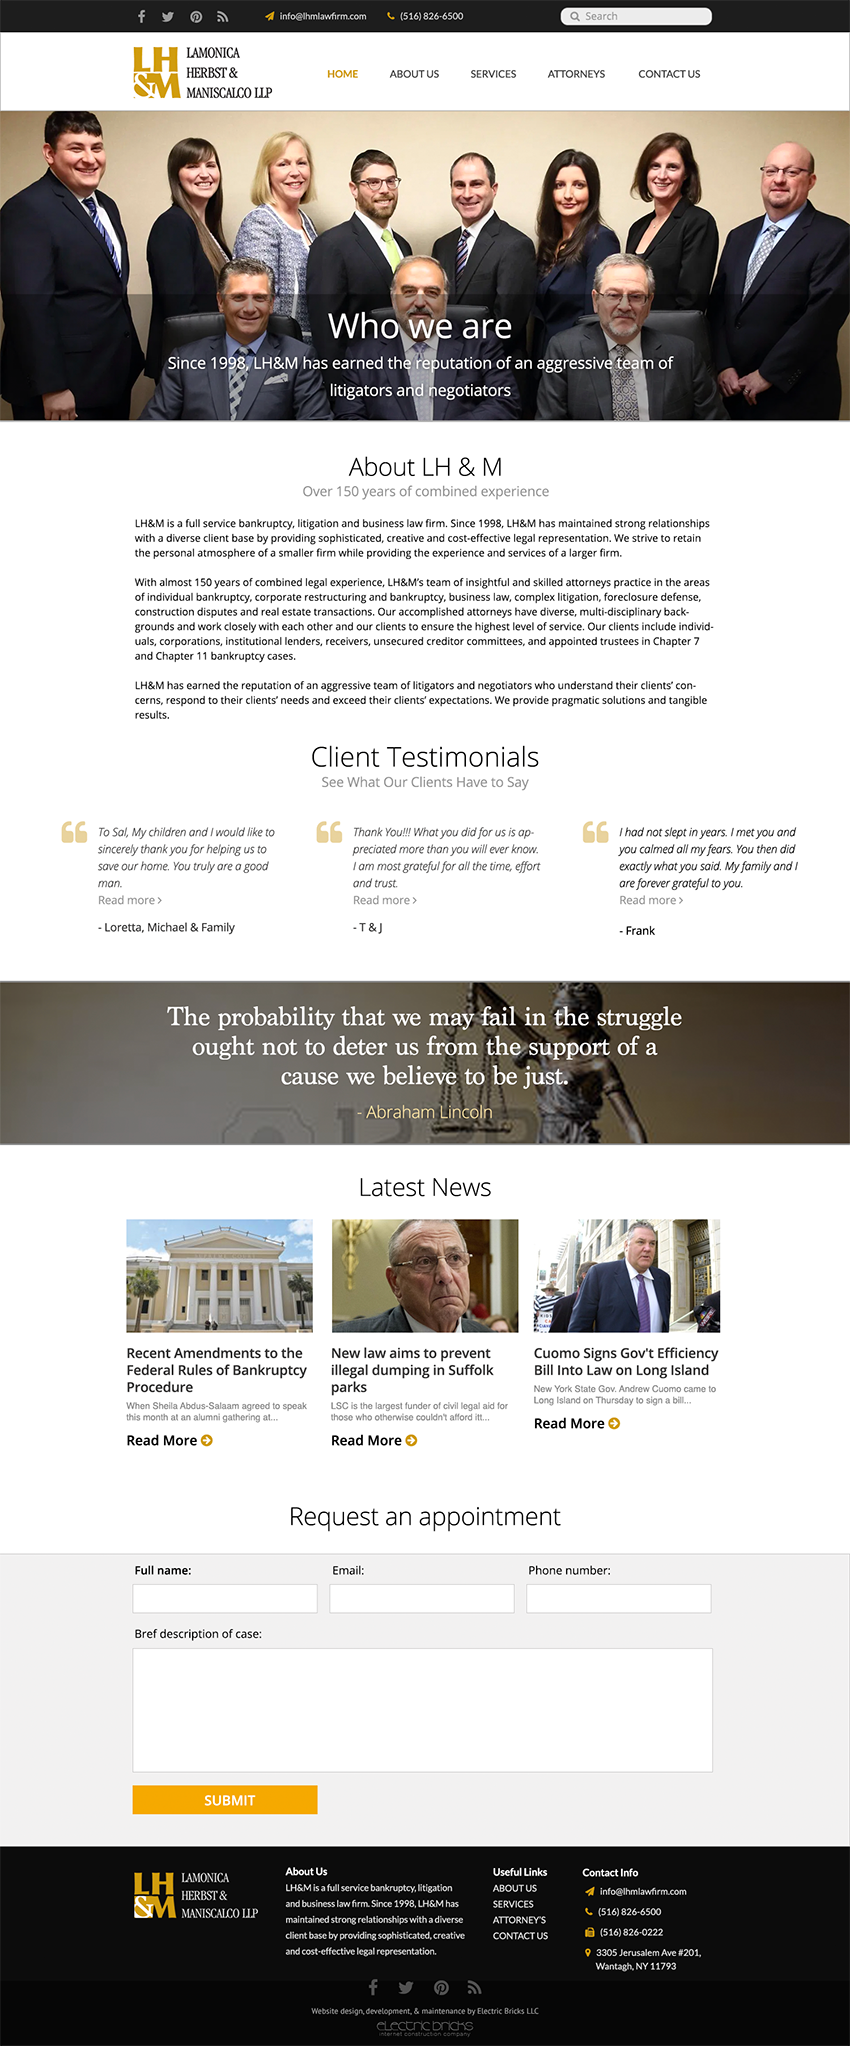 info@lhmlawfirm.com (516) 826-6500 Search
LH&M LAMONICA
HERBST &
MANISCALCO LLP
HOME ABOUT US SERVICES ATTORNEYS CONTACT US
Who we are
Since 1998, LH&M has earned the reputation of an aggressive team of
litigators and negotiators
About LH & M
Over 150 years of combined experience
LH&M is a full service bankruptcy, litigation and business law firm. Since 1998, LH&M has maintained strong relationships
with a diverse client base by providing sophisticated, creative and cost-effective legal representation. We strive to retain
the personal atmosphere of a smaller firm while providing the experience and services of a larger firm.
With almost 150 years of combined legal experience, LH&M's team of insightful and skilled attorneys practice in the areas
of individual bankruptcy, corporate restructuring and bankruptcy, business law, complex litigation, foreclosure defense,
construction disputes and real estate transactions. Our accomplished attorneys have diverse, multi-disciplinary back-
grounds and work closely with each other and our clients to ensure the highest level of service. Our clients include individ-
uals, corporations, institutional lenders, receivers, unsecured creditor committees, and appointed trustees in Chapter 7
and Chapter 11 bankruptcy cases.
LH&M has earned the reputation of an aggressive team of litigators and negotiators who understand their clients' con-
cerns, respond to their clients' needs and exceed their clients' expectations. We provide pragmatic solutions and tangible
results.
Client Testimonials
See What Our Clients Have to Say
To Sal, My children and I would like to
sincerely thank you for helping us to
save our home. You truly are a good
man.
Read more >
- Loretta, Michael & Family
Thank You!!! What you did for us is ap-
preciated more than you will ever know.
I am most grateful for all the time, effort
and trust.
Read more >
- T & J
I had not slept in years. I met you and
you calmed all my fears. You then did
exactly what you said. My family and I
are forever grateful to you.
Read more >
- Frank
The probability that we may fail in the struggle
ought not to deter us from the support of a
cause we believe to be just.
- Abraham Lincoln
Latest News
Recent Amendments to the
Federal Rules of Bankruptcy
Procedure
When Sheila Abdus-Salaam agreed to speak
this month at an alumni gathering at...
Read More
New law aims to prevent
illegal dumping in Suffolk
parks
LSC is the largest funder of civil legal aid for
those who otherwise couldn't afford itt...
Read More
Cuomo Signs Gov't Efficiency
Bill Into Law on Long Island
New York State Gov. Andrew Cuomo came to
Long Island on Thursday to sign a bill...
Read More
Request an appointment
Full name: Email: Phone number:
Bref description of case:
SUBMIT
LH&M LAMONICA
HERBST &
MANISCALCO LLP
About Us
LH&M is a full service bankruptcy, litigation
and business law firm. Since 1998, LH&M has
maintained strong relationships with a diverse
client base by providing sophisticated, creative
and cost-effective legal representation.
Useful Links
ABOUT US
SERVICES
ATTORNEY'S
CONTACT US
Contact Info
info@lhmlawfirm.com
(516) 826-6500
(516) 826-0222
3305 Jerusalem Ave #201,
Wantagh, NY 11793
Website design, development, & maintenance by Electric Bricks LLC
electric bricks
internet construction company